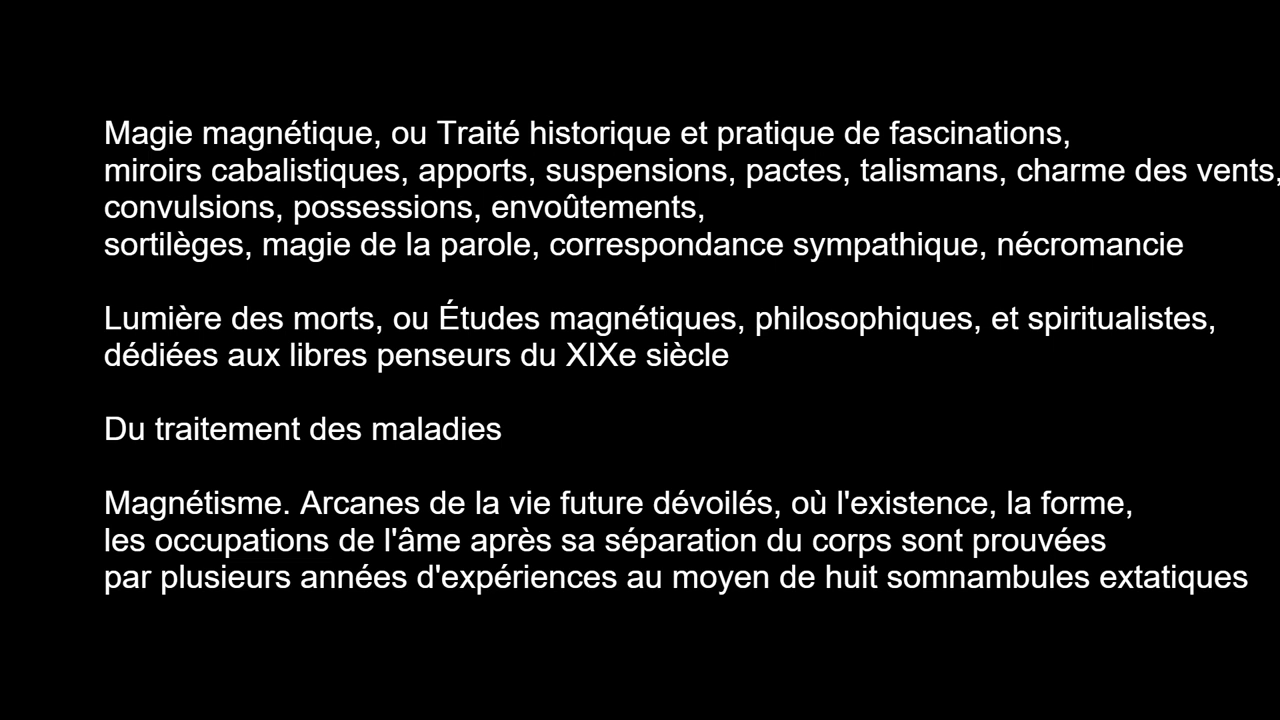 Magie magnétique, ou Traité historique et pratique de fascinations,
miroirs cabalistiques, apports, suspensions, pactes, talismans, charme des vents,
convulsions, possessions, envoûtements,
sortilèges, magie de la parole, correspondance sympathique, nécromancie
Lumière des morts, ou Études magnétiques, philosophiques, et spiritualistes,
dédiées aux libres penseurs du XIXe siècle
Du traitement des maladies
Magnétisme. Arcanes de la vie future dévoilés, où l'existence, la forme,
les occupations de l'âme après sa séparation du corps sont prouvées
par plusieurs années d'expériences au moyen de huit somnambules extatiques